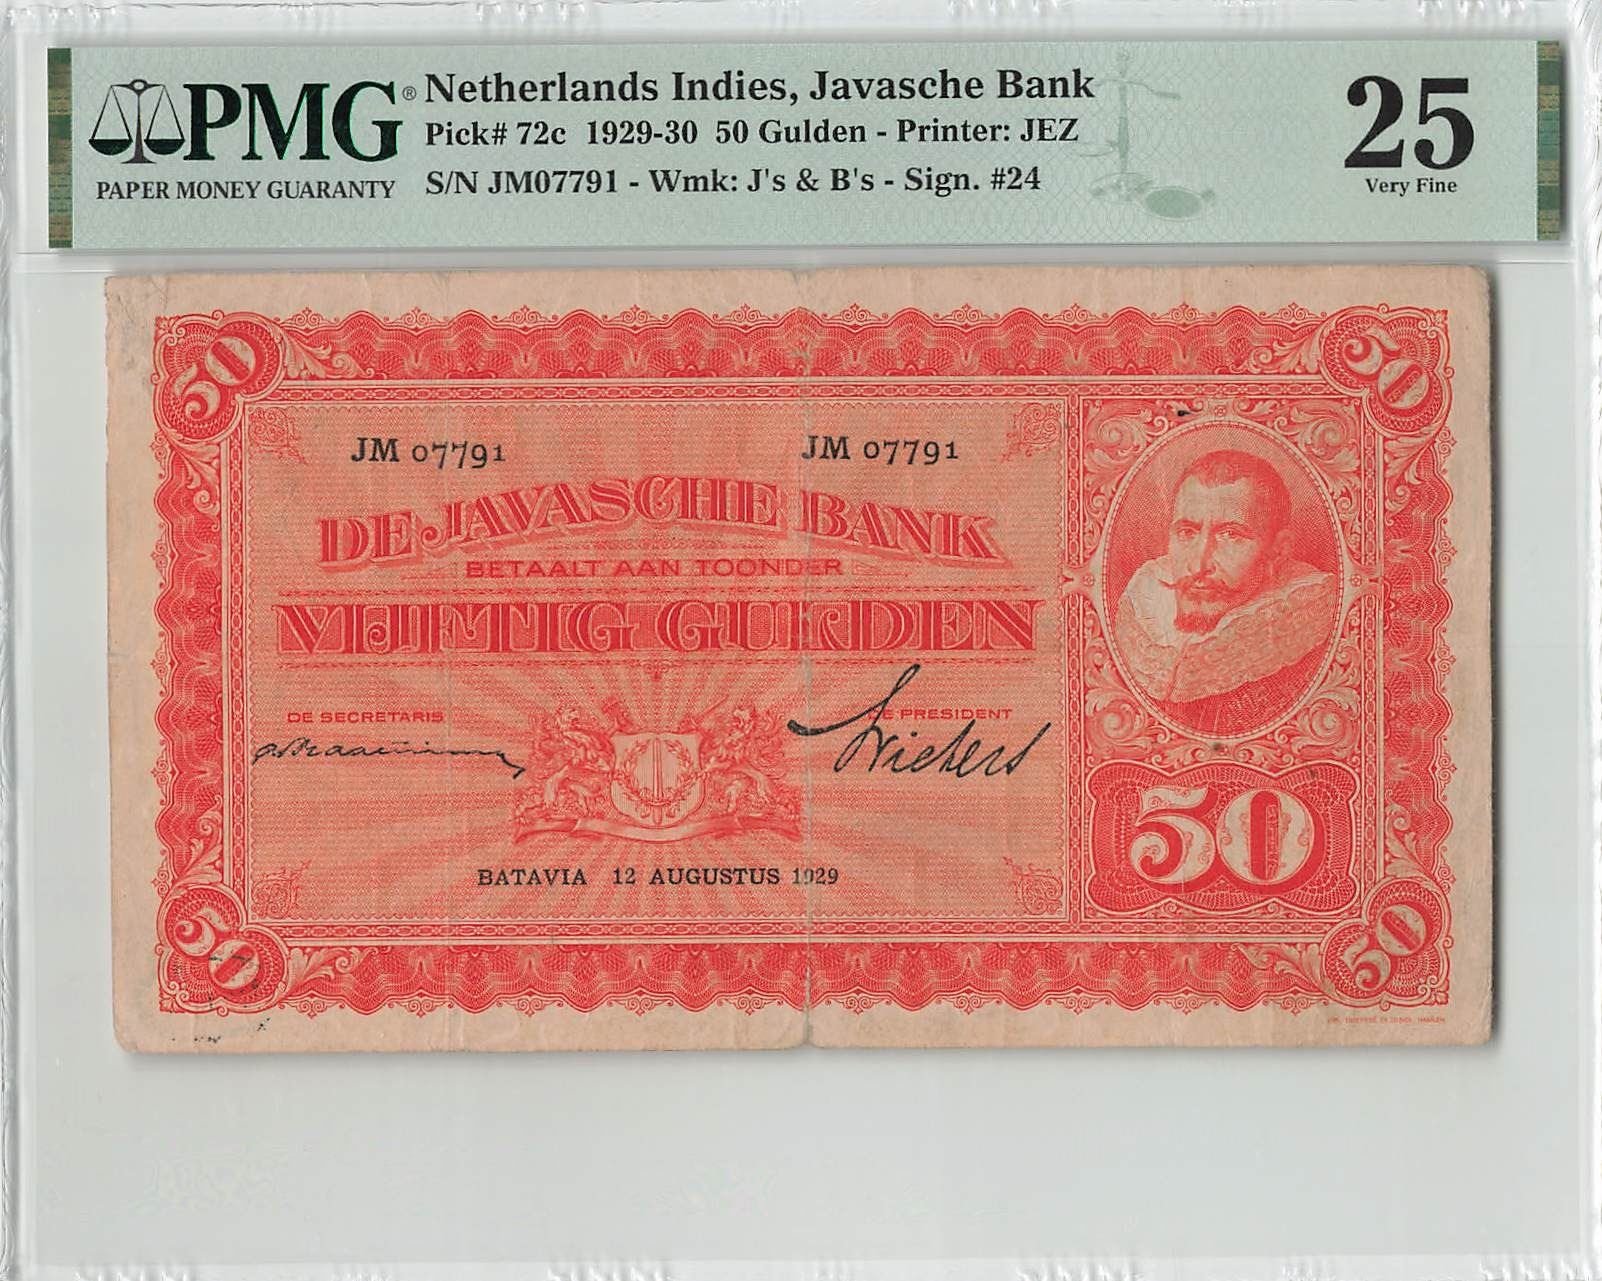 PMG®
PAPER MONEY GUARANTY
Netherlands Indies, Javasche Bank
Pick# 72c 1929-30 50 Gulden - Printer: JEZ
S/N JM07791 - Wmk: J's & B's - Sign. #24
25
Very Fine
50
50
JM 07791
JM 07791
DE JAVASCHE BANK
BETAALT AAN TOONDER
VIJFTIG GULDEN
DE SECRETARIS
DE PRESIDENT
50
BATAVIA 12 AUGUSTUS 1929
50
50